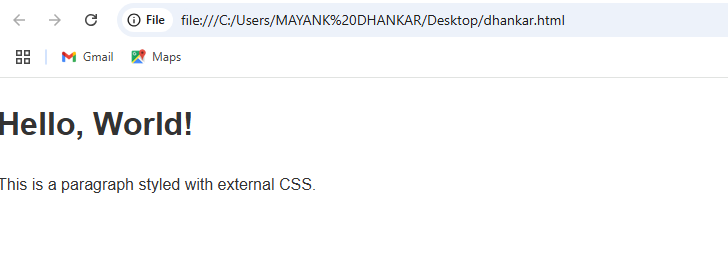 File file:///C:/Users/MAYANK%20DHANKAR/Desktop/dhankar.html
Gmail Maps
Hello, World!
This is a paragraph styled with external CSS.